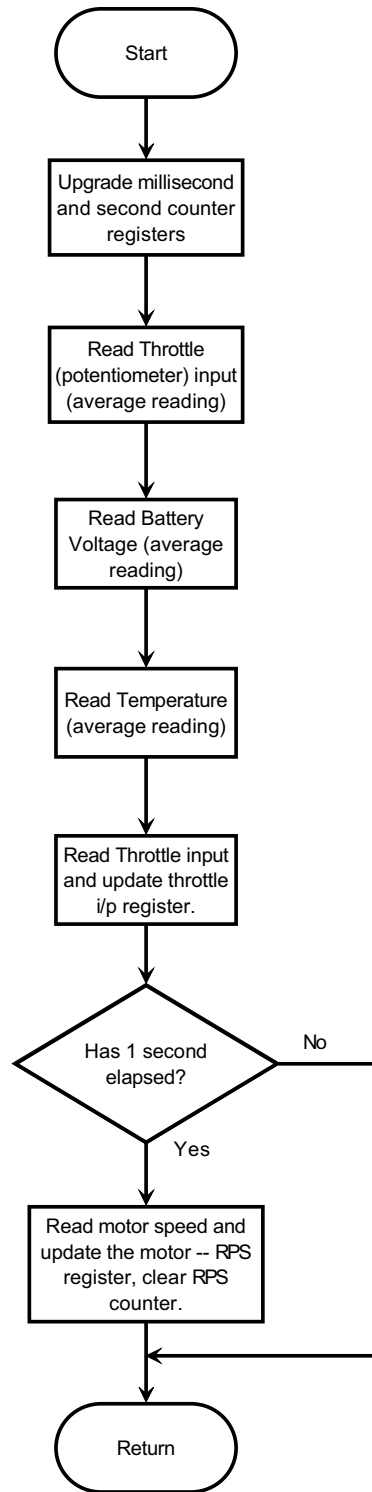 Start
Upgrade millisecond
and second counter
registers
Read Throttle
(potentiometer) input
(average reading)
Read Battery
Voltage (average
reading)
Read Temperature
(average reading)
Read Throttle input
and update throttle
i/p register.
Has 1 second
elapsed?
No
Yes
Read motor speed and
update the motor -- RPS
register, clear RPS
counter.
Return